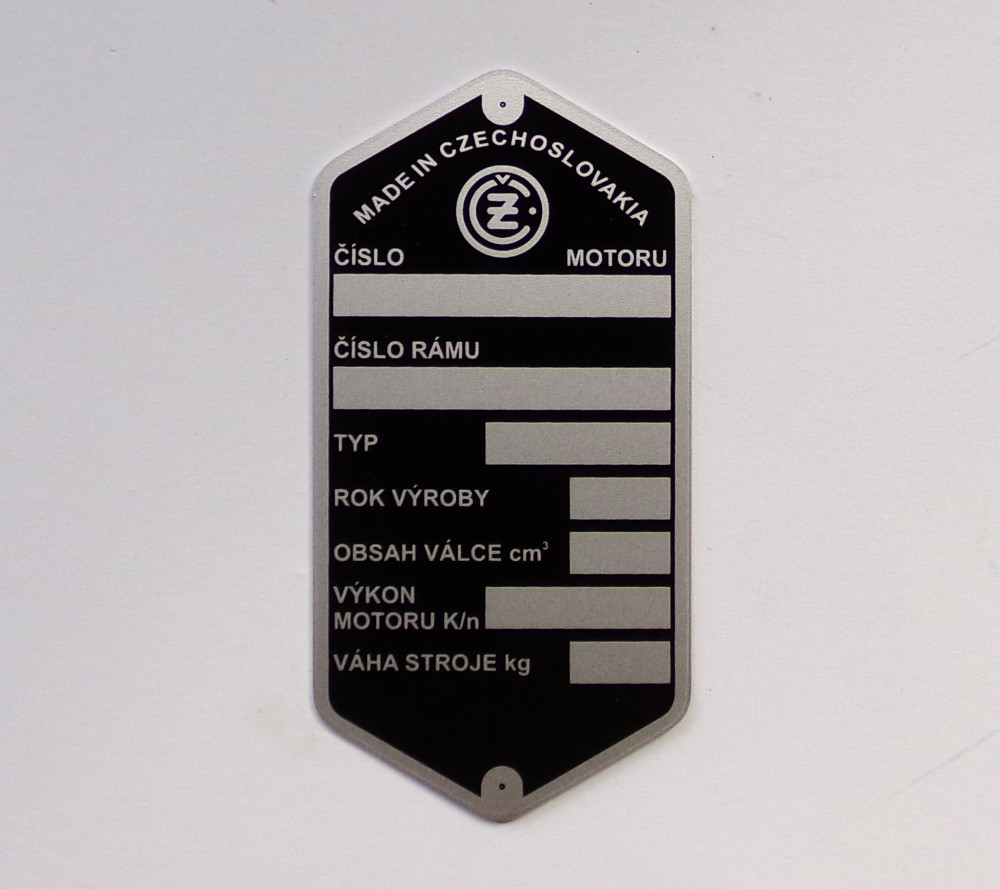 MADE IN CZECHOSLOVAKIA
ČZ
ČÍSLO MOTORU
ČÍSLO RÁMU
TYP
ROK VÝROBY
OBSAH VÁLCE cm³
VÝKON
MOTORU K/n
VÁHA STROJE kg